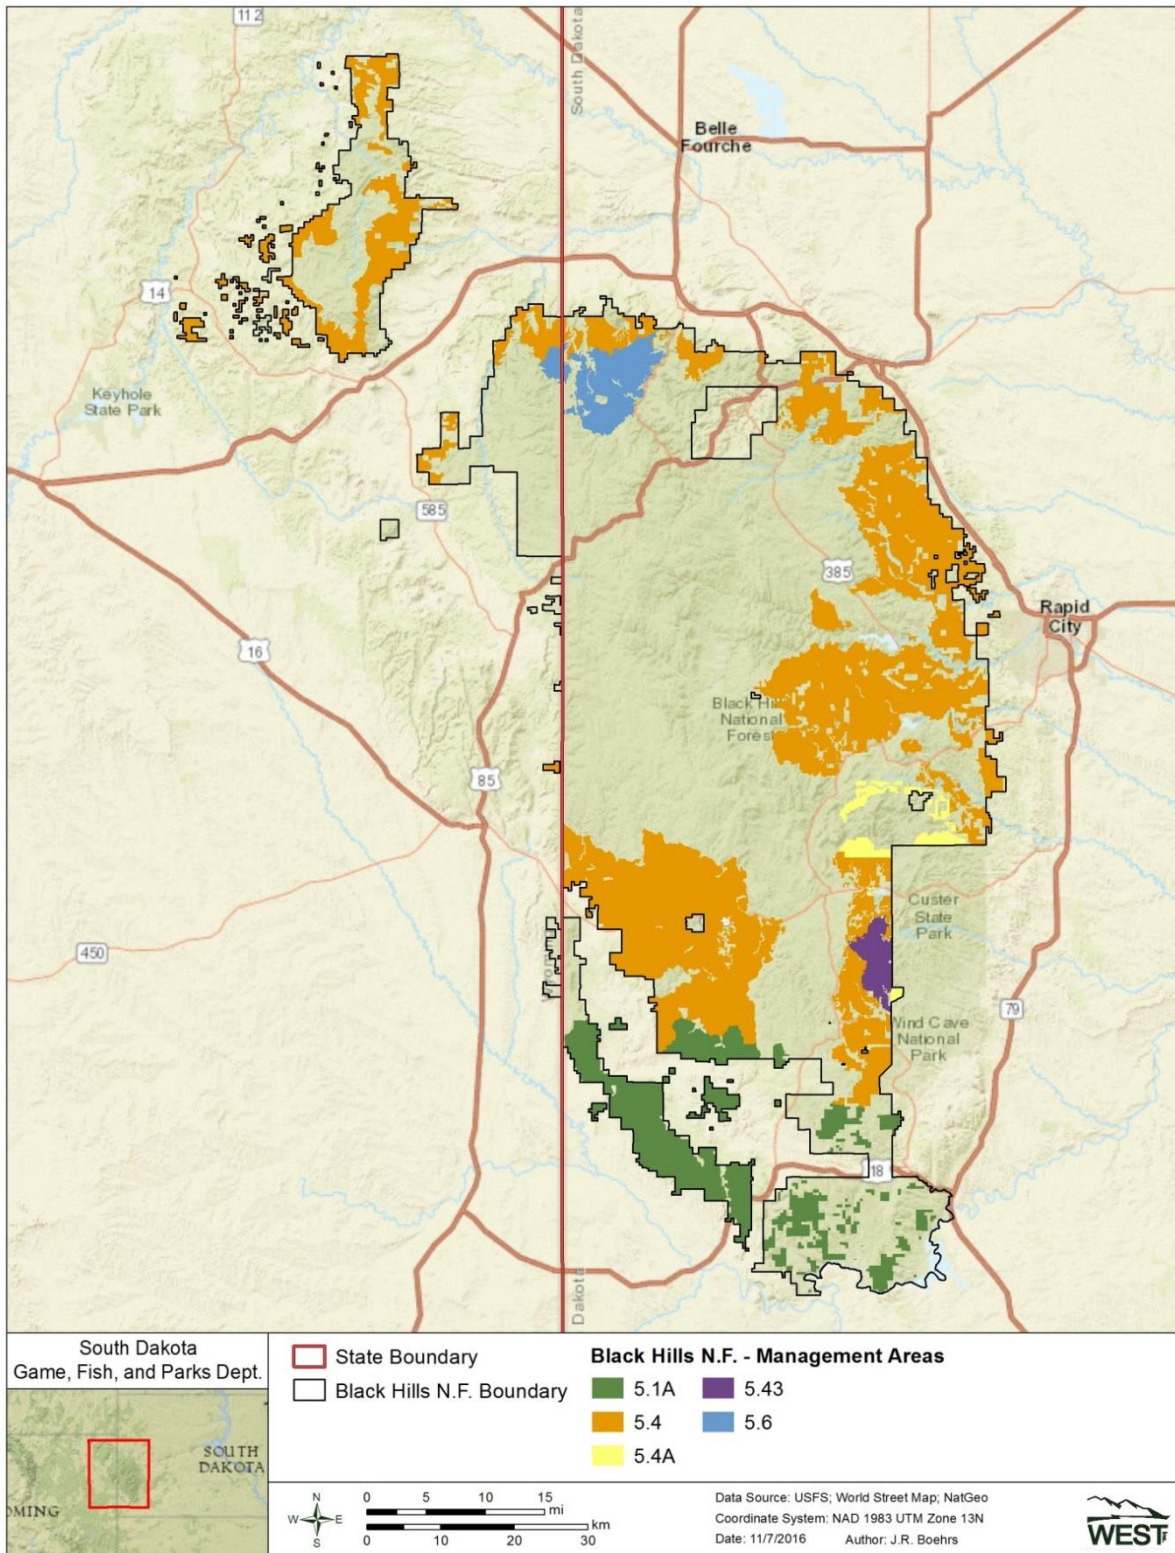 112
South Dakota
Belle
Fourche
14
Keyhole
State Park
585
385
Rapid
City
16
Black Hi
National
Forest
85
Custer
State
Park
450
Wind Cave
National
Park
79
18
Dakota
South Dakota
Game, Fish, and Parks Dept.
SOUTH
DAKOTA
OMING
State Boundary
Black Hills N.F. Boundary
Black Hills N.F. - Management Areas
5.1A
5.43
5.4
5.6
5.4A
N
W
E
S
0 5 10 15
mi
km
0 10 20 30
Data Source: USFS; World Street Map; NatGeo
Coordinate System: NAD 1983 UTM Zone 13N
Date: 11/7/2016 Author: J.R. Boehrs
WEST